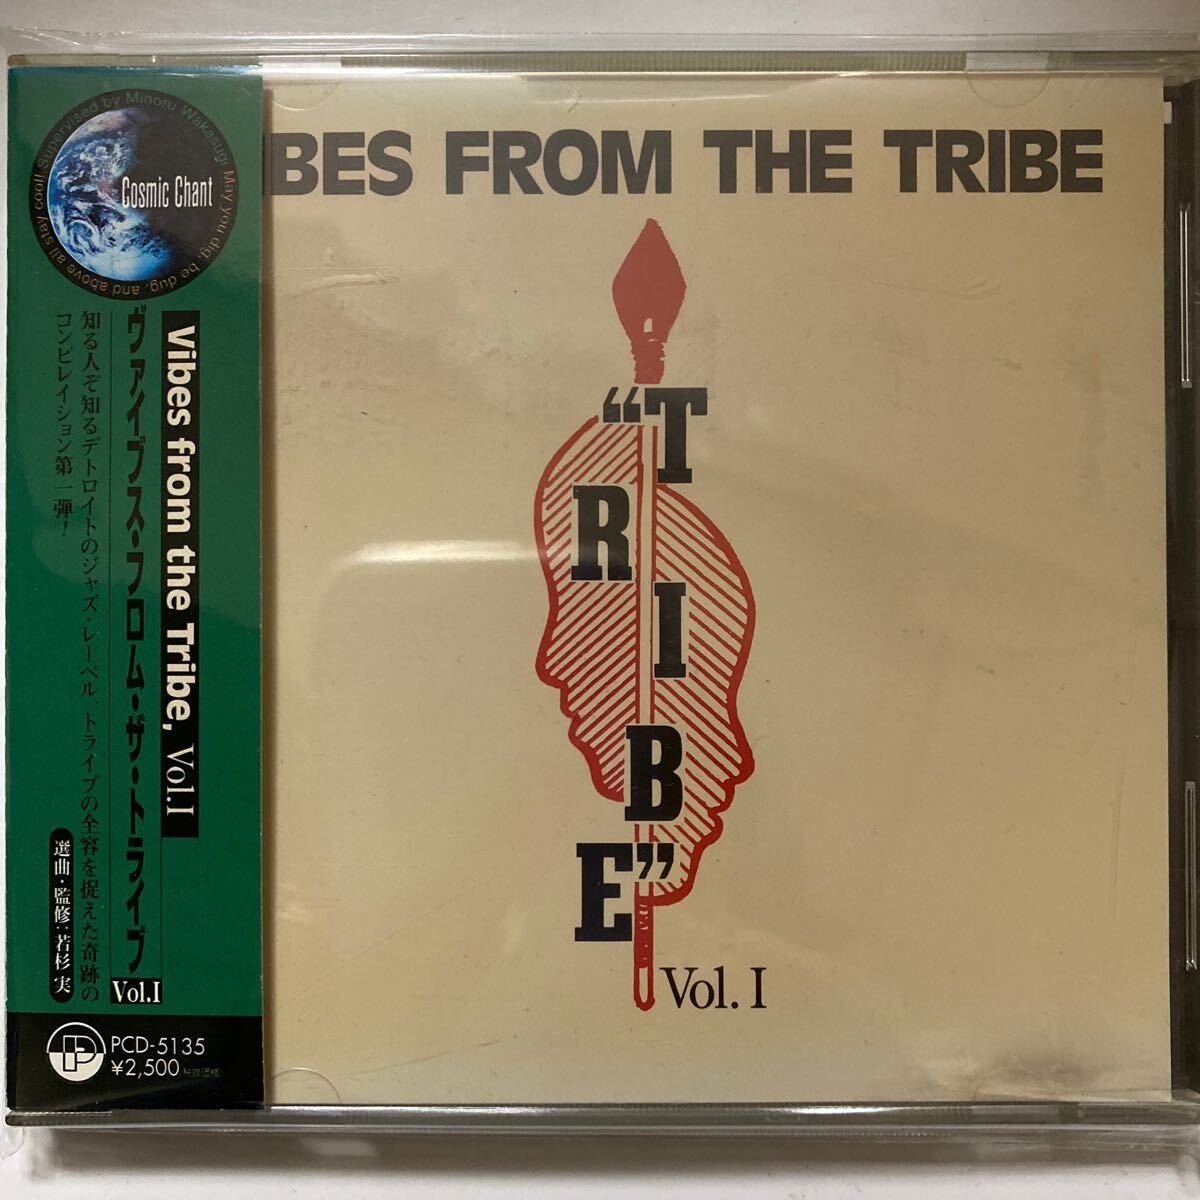 Supervised by Minoru Wakasugi May you dig, be dug, and above all stay cool!
Cosmic Chant
Vibes from the Tribe, Vol.I
ヴァイブス・フロム・ザ・トライブ Vol.I
知る人ぞ知るデトロイトのジャズ・レーベル、トライブの全容を捉えた奇跡の
コンピレイション第一弾!
選曲・監修:若杉 実
PCD-5135
¥2,500
BES FROM THE TRIBE
“TRIBE”
Vol. I